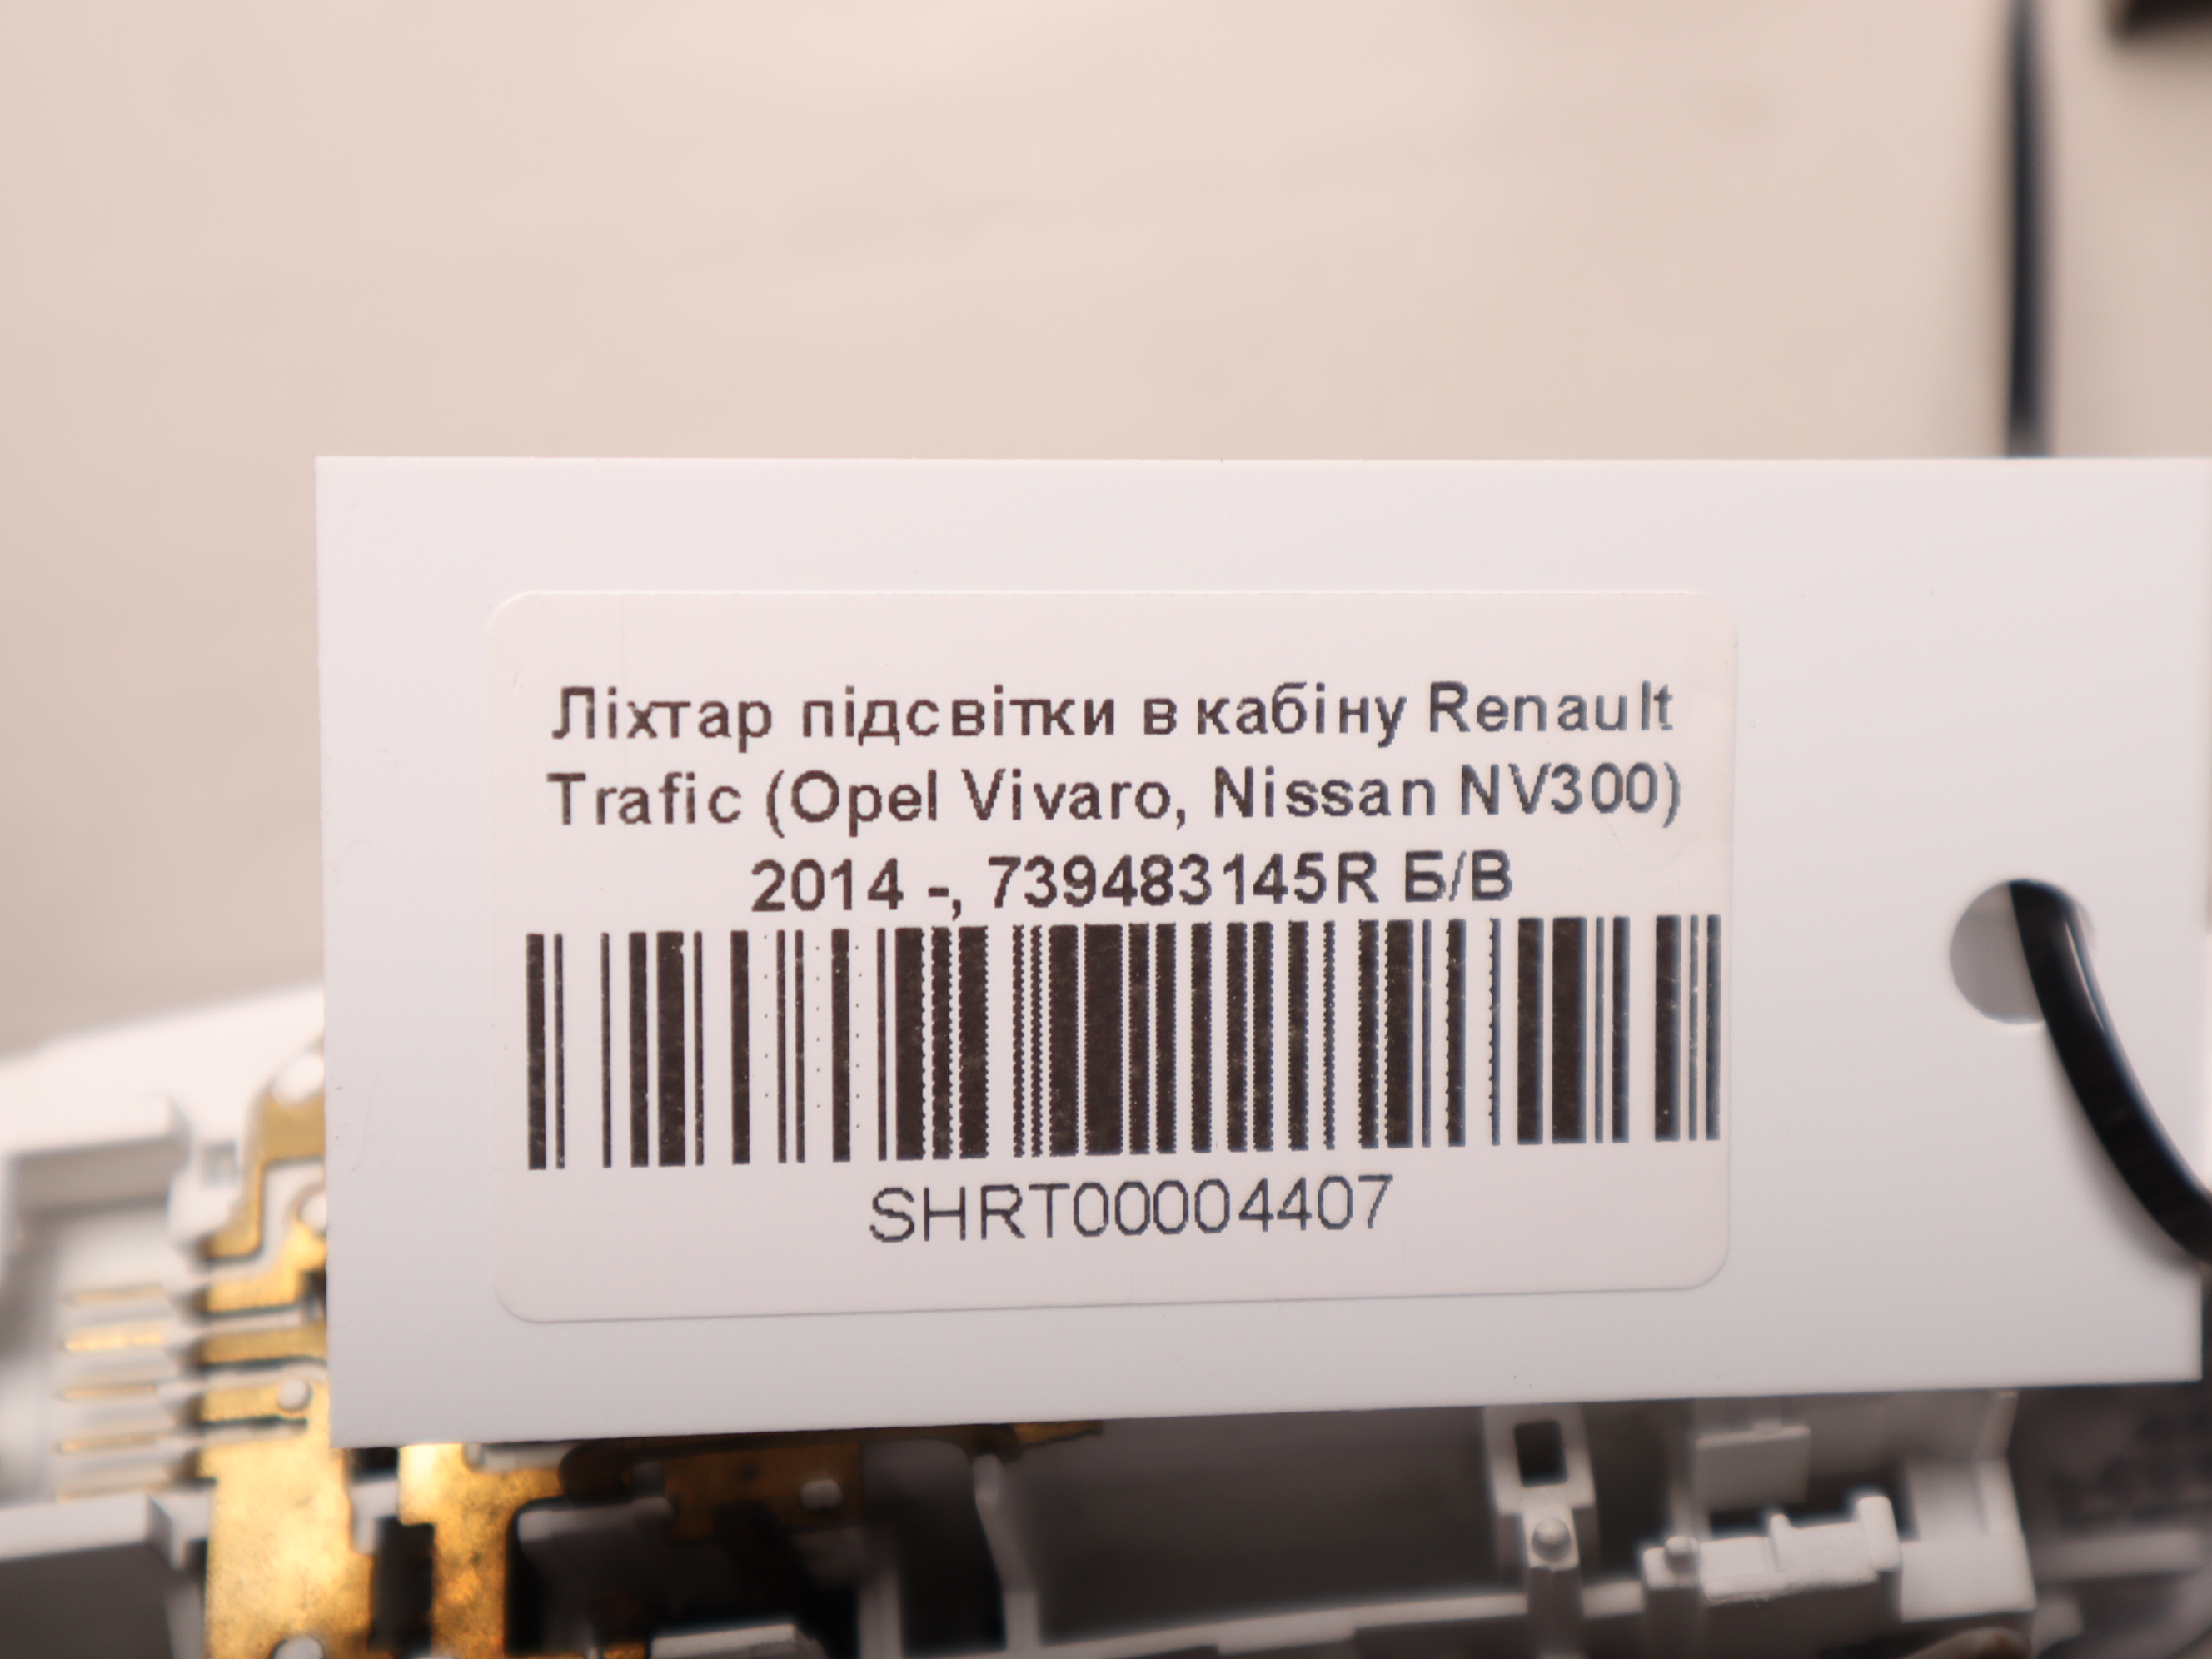 Ліхтар підсвітки в кабіну Renault
Trafic (Opel Vivaro, Nissan NV300)
2014 -, 739483145R Б/В
SHRT00004407